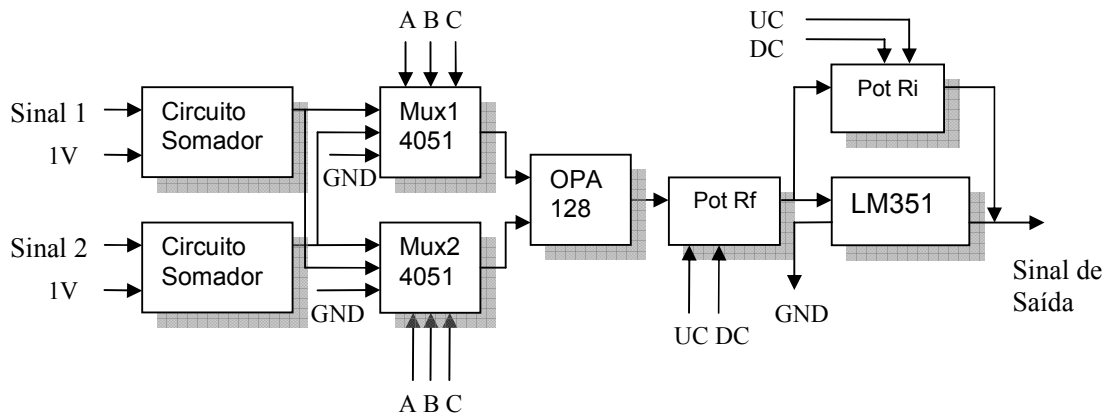 A B C
UC
DC
Sinal 1
1V
Circuito
Somador
Mux1
4051
GND
Pot Ri
OPA
128
Pot Rf
LM351
Sinal 2
1V
Circuito
Somador
Mux2
4051
GND
UC DC
GND
Sinal de
Saída
A B C